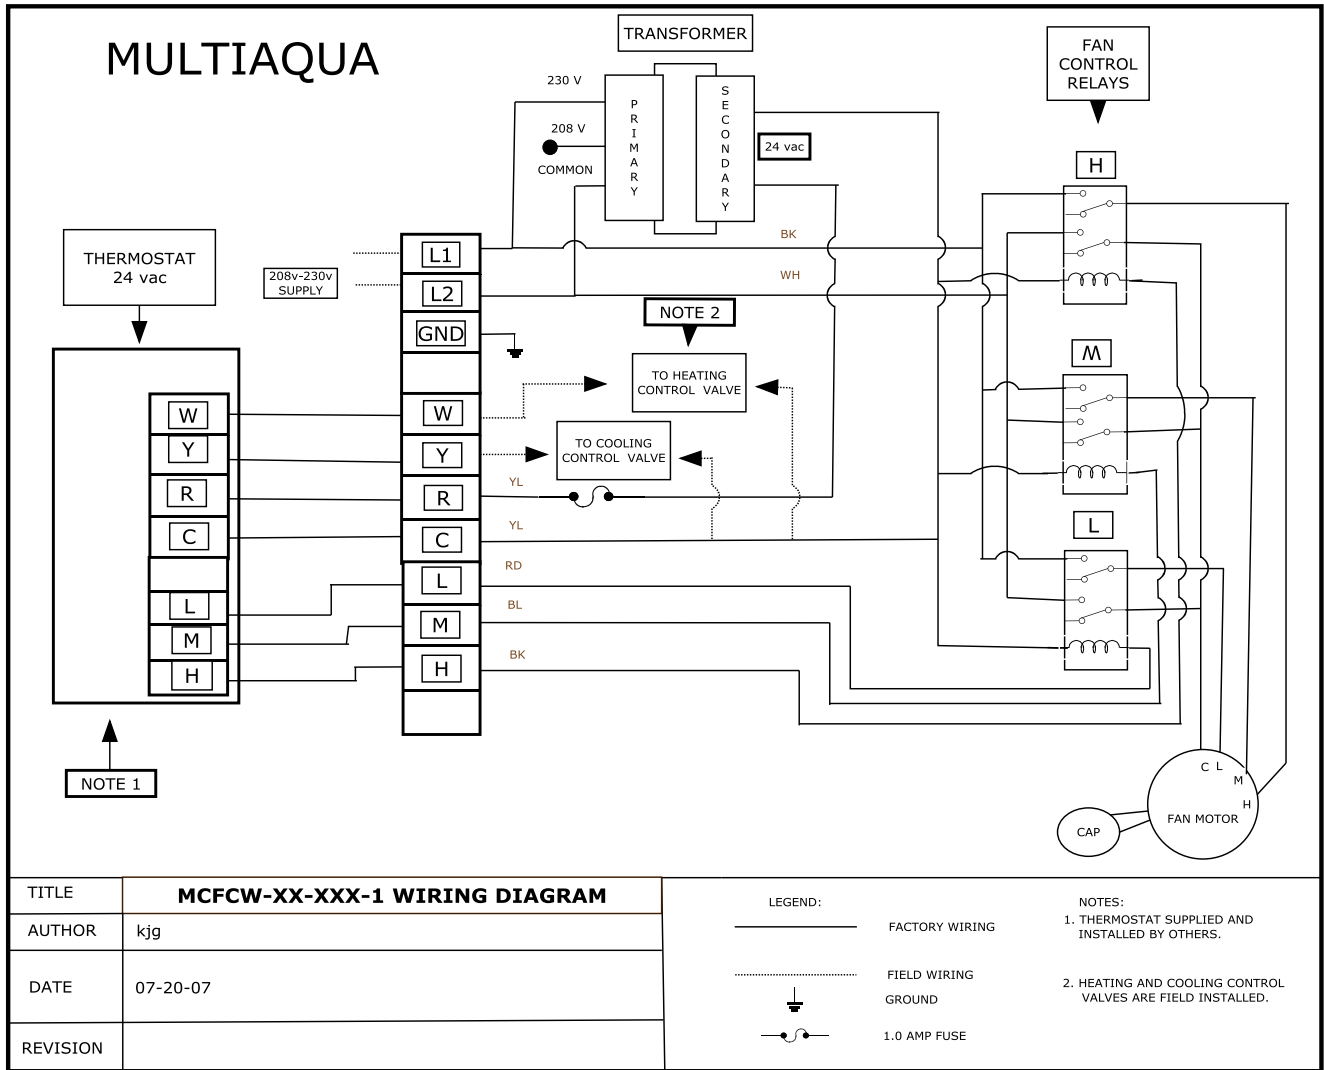 MULTIAQUA
TRANSFORMER
FAN
CONTROL
RELAYS
230 V
208 V
COMMON
PRIMARY
SECONDARY
24 vac
H
BK
WH
THERMOSTAT
24 vac
208v-230v
SUPPLY
L1
L2
GND
NOTE 2
TO HEATING
CONTROL VALVE
TO COOLING
CONTROL VALVE
M
L
W
Y
R
C
L
M
H
W
Y
R
C
L
M
H
YL
YL
RD
BL
BK
NOTE 1
C L
M
H
FAN MOTOR
CAP
TITLE
MCFCW-XX-XXX-1 WIRING DIAGRAM
AUTHOR
kjg
DATE
07-20-07
REVISION
LEGEND:
FACTORY WIRING
FIELD WIRING
GROUND
1.0 AMP FUSE
NOTES:
1. THERMOSTAT SUPPLIED AND
INSTALLED BY OTHERS.
2. HEATING AND COOLING CONTROL
VALVES ARE FIELD INSTALLED.